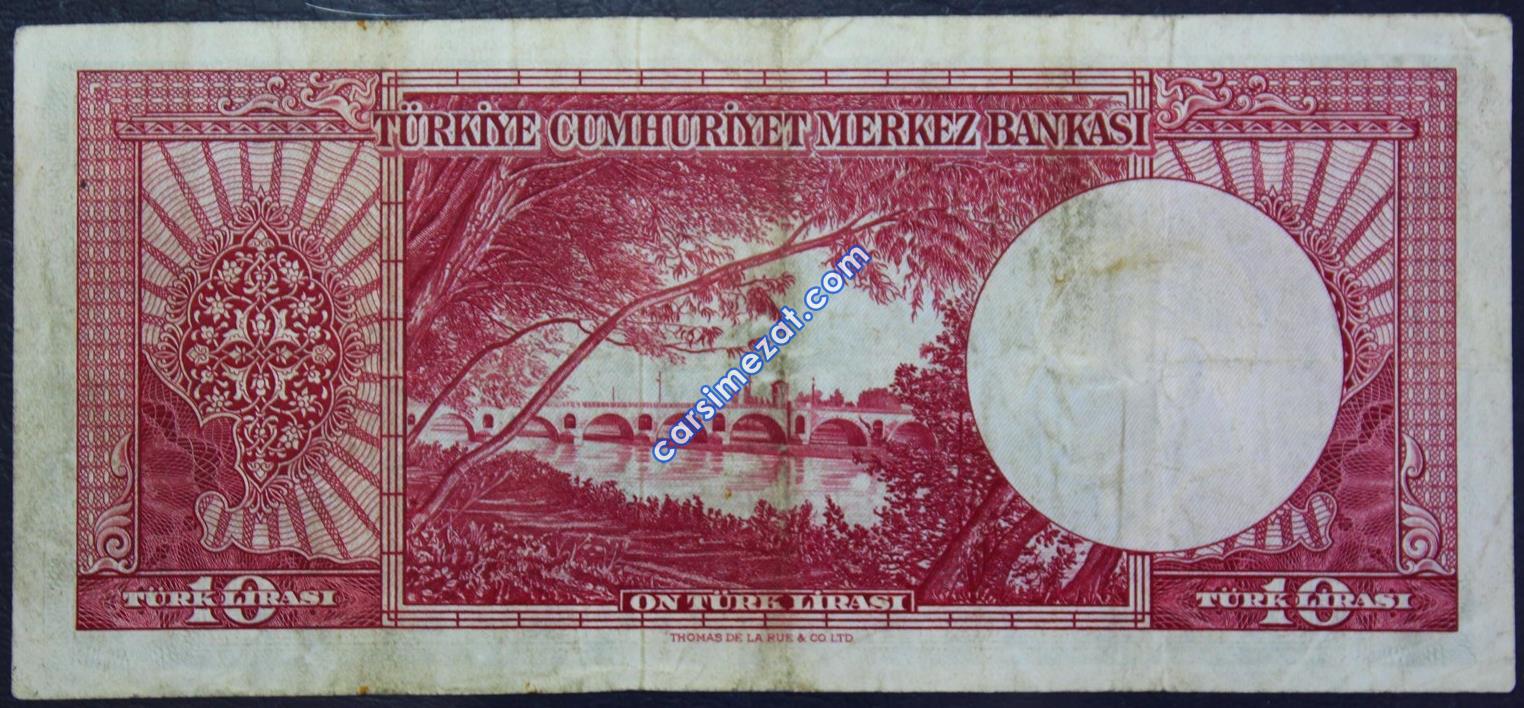 TÜRKİYE CUMHURİYET MERKEZ BANKASI
carsimezat.com
10
TÜRK LİRASI
ON TÜRK LİRASI
10
TÜRK LİRASI
THOMAS DE LA RUE & CO LTD